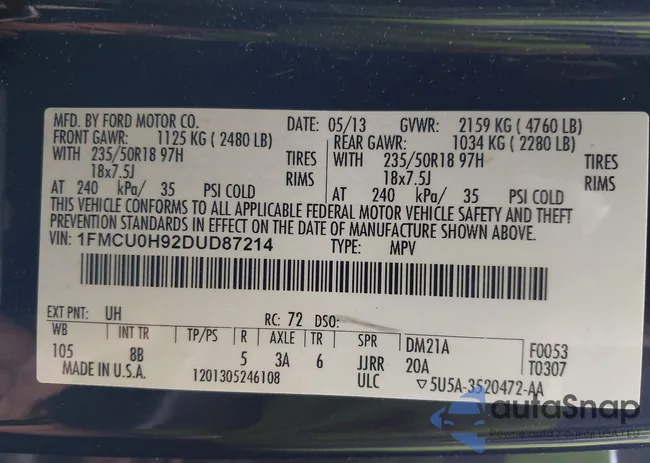 MFD. BY FORD MOTOR CO. DATE: 05/13 GVWR: 2159 KG ( 4760 LB)
FRONT GAWR: 1125 KG ( 2480 LB) REAR GAWR: 1034 KG ( 2280 LB)
WITH 235/50R18 97H TIRES WITH 235/50R18 97H TIRES
18x7.5J RIMS 18x7.5J RIMS
AT 240 kPa/ 35 PSI COLD AT 240 kPa/ 35 PSI COLD
THIS VEHICLE CONFORMS TO ALL APPLICABLE FEDERAL MOTOR VEHICLE SAFETY AND THEFT
PREVENTION STANDARDS IN EFFECT ON THE DATE OF MANUFACTURE SHOWN ABOVE.
VIN: 1FMCU0H92DUD87214 TYPE: MPV
EXT PNT: UH RC: 72 DSO:
WB INT TR TP/PS R AXLE TR SPR DM21A F0053
105 8B 5 3A 6 JJRR 20A T0307
MADE IN U.S.A. 1201305246108 ULC ▽5U5A-3520472-AA
autoSnap
Pewne auta z aukcji USA i EU